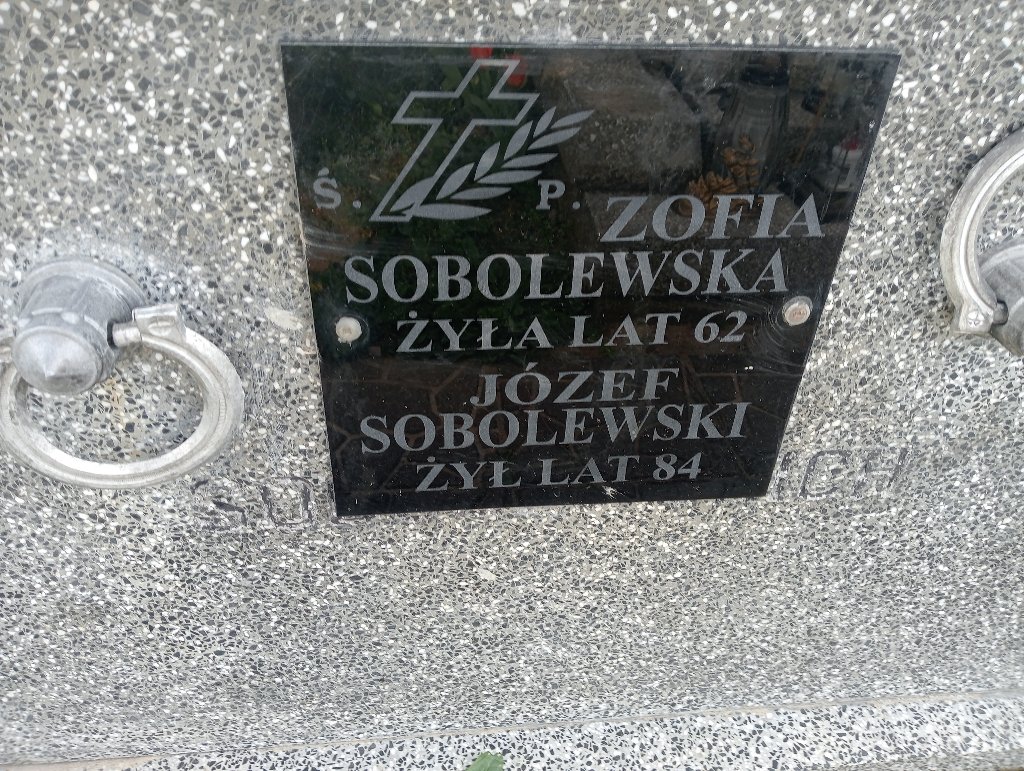 Ś. P. ZOFIA
SOBOLEWSKA
ŻYŁA LAT 62
JÓZEF
SOBOLEWSKI
ŻYŁ LAT 84